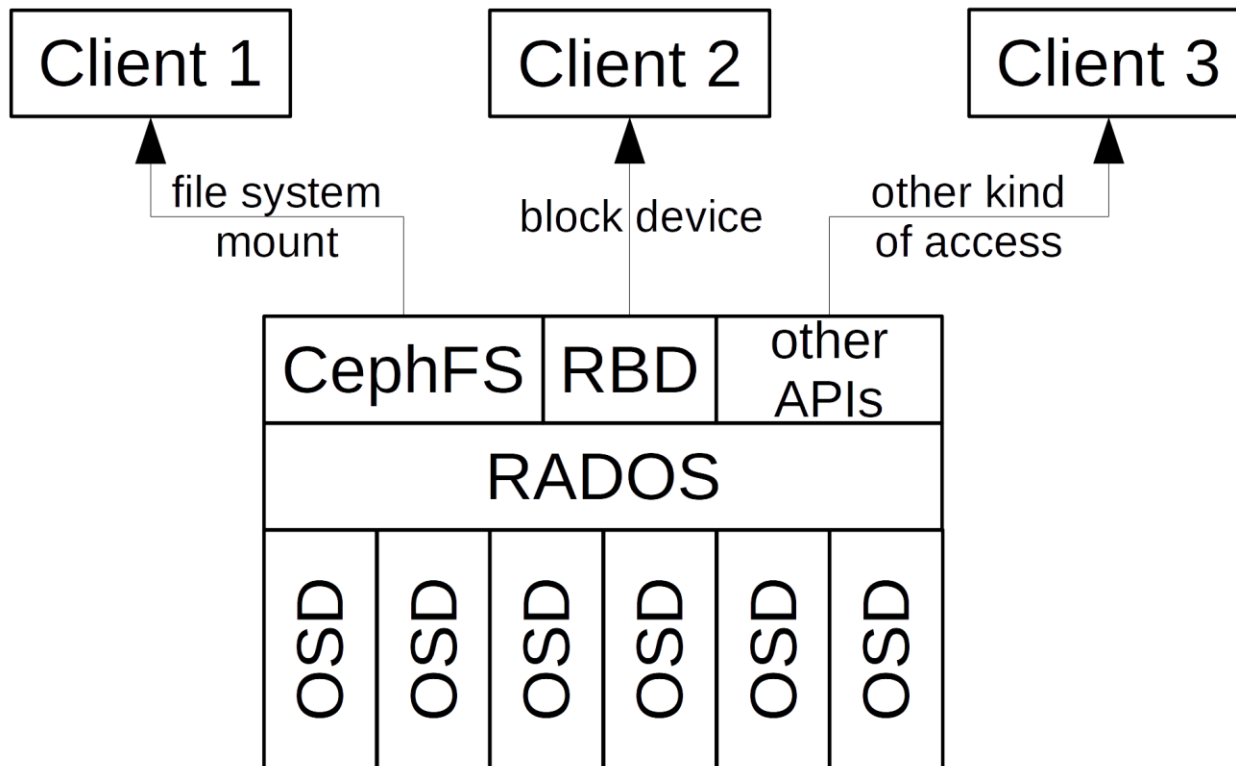 Client 1
Client 2
Client 3
file system
mount
block device
other kind
of access
CephFS
RBD
other
APIs
RADOS
OSD
OSD
OSD
OSD
OSD
OSD